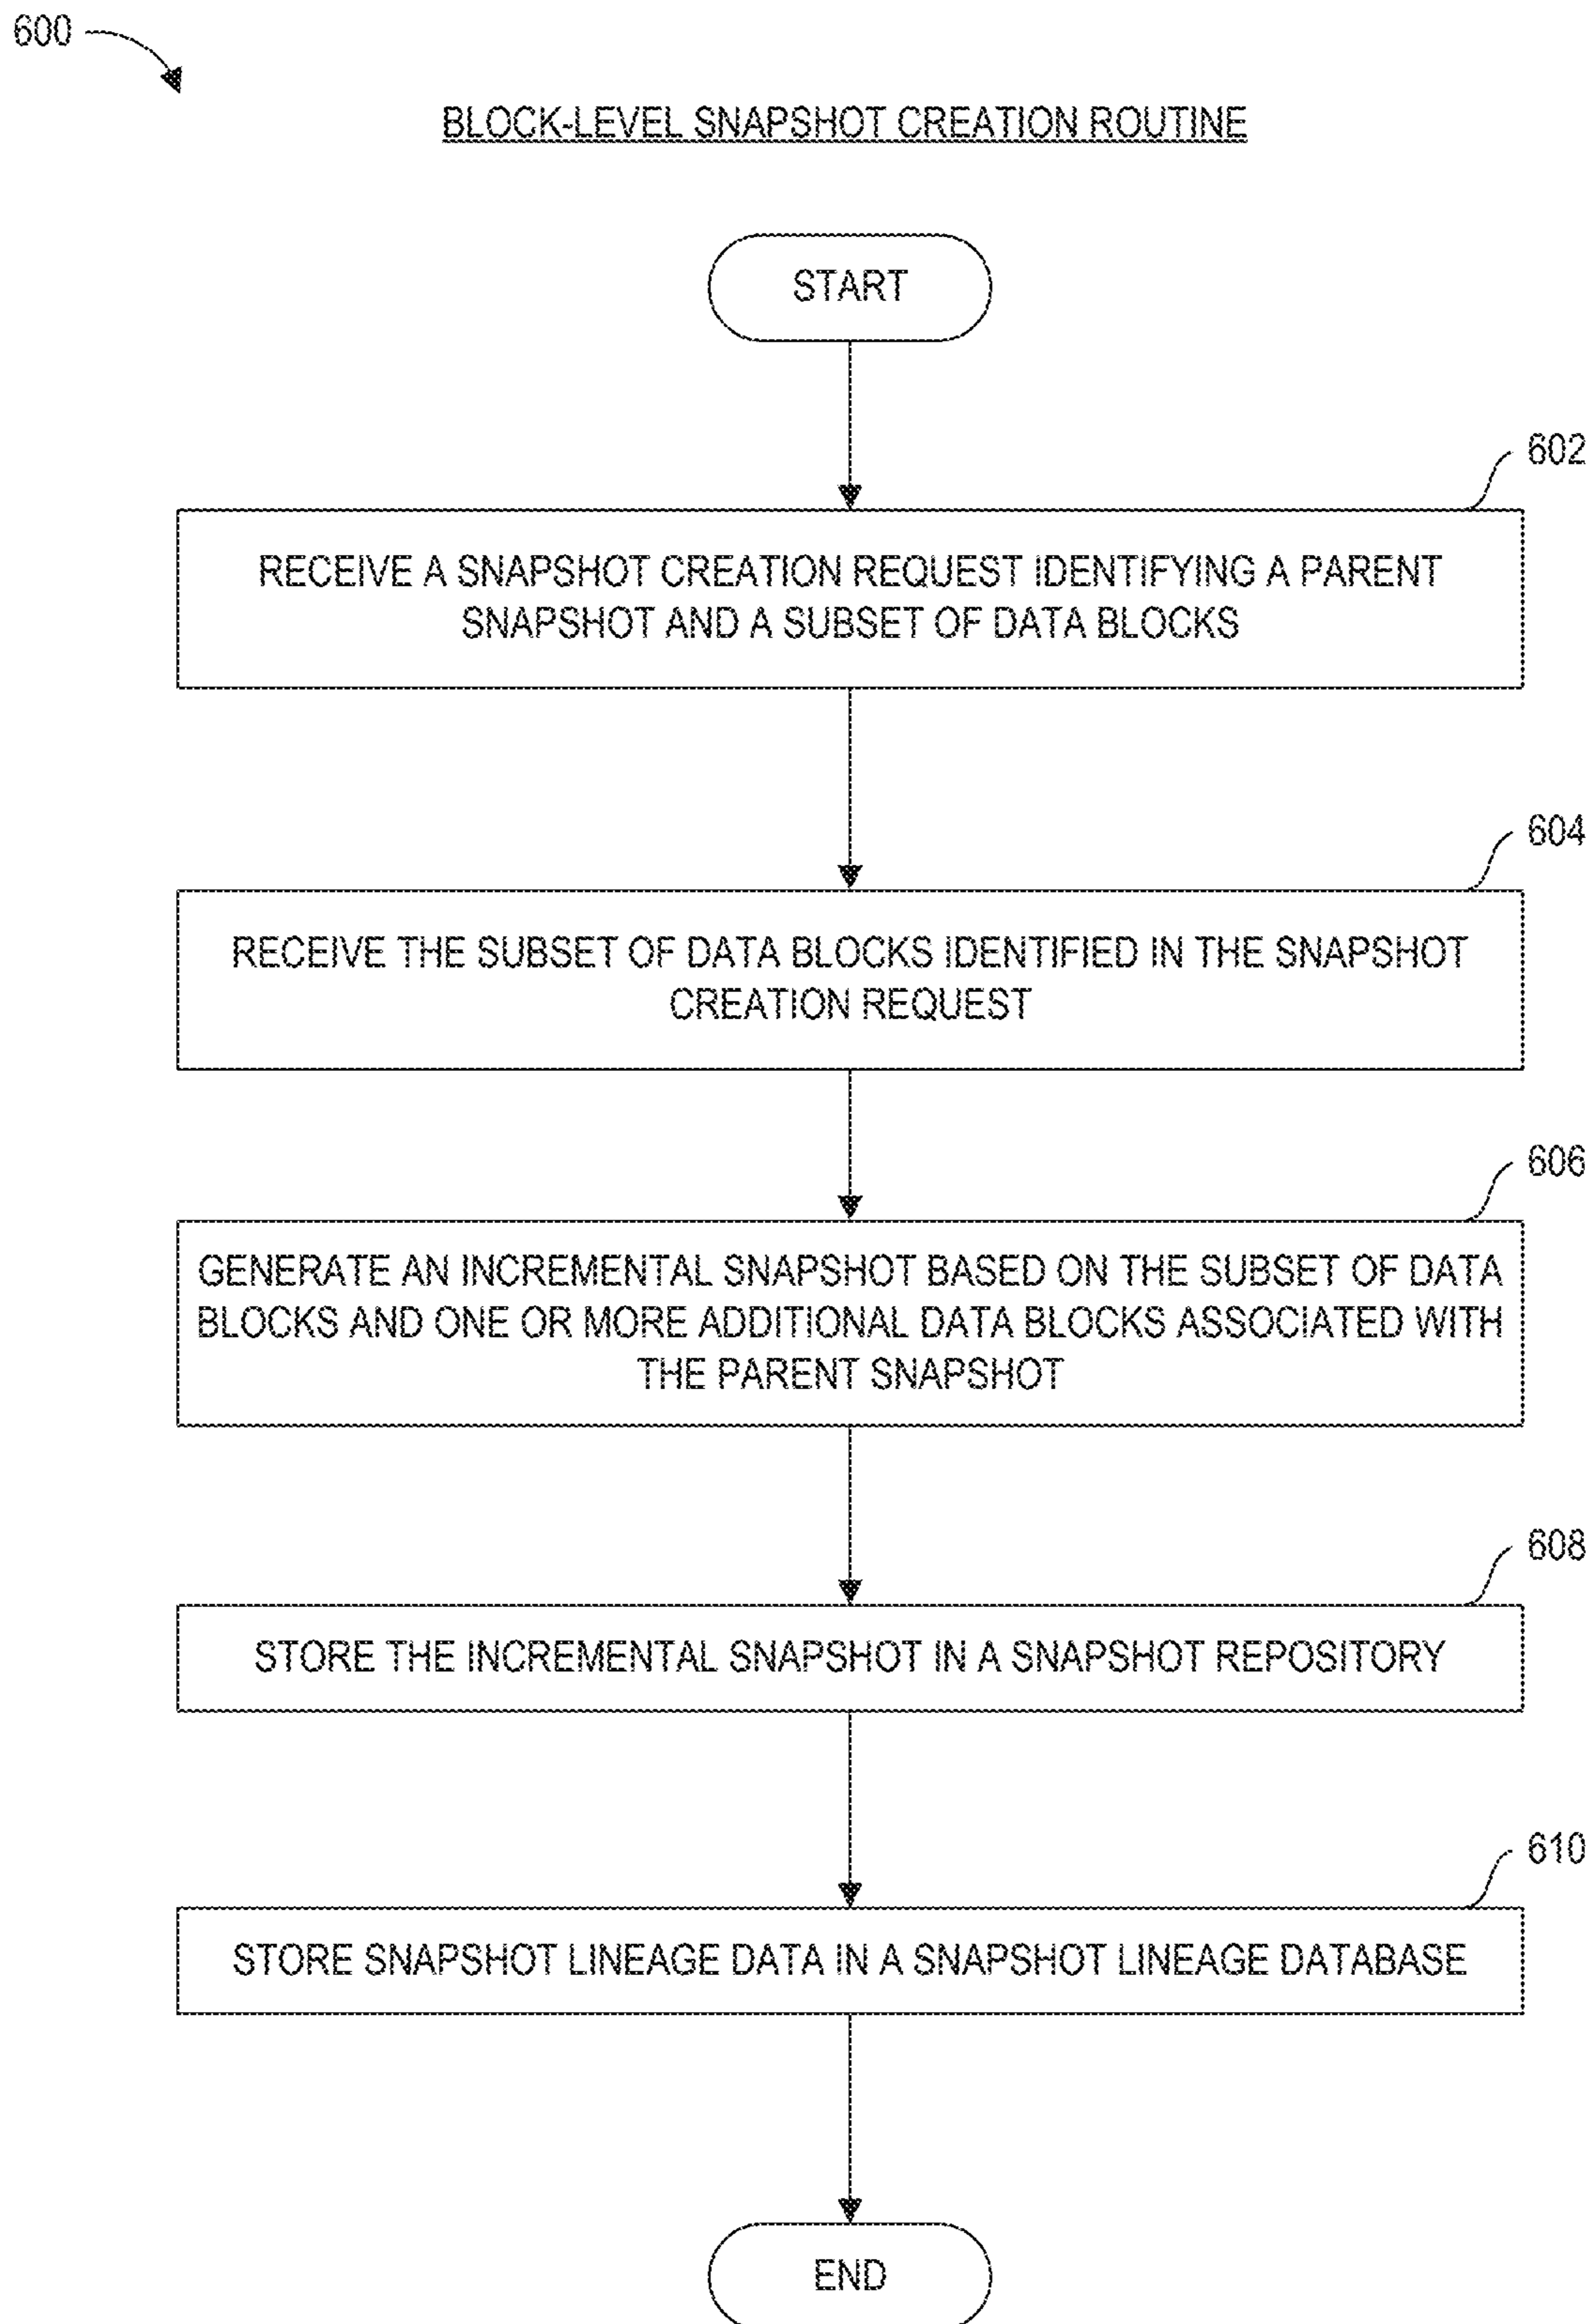 600
BLOCK-LEVEL SNAPSHOT CREATION ROUTINE
START
602
RECEIVE A SNAPSHOT CREATION REQUEST IDENTIFYING A PARENT
SNAPSHOT AND A SUBSET OF DATA BLOCKS
604
RECEIVE THE SUBSET OF DATA BLOCKS IDENTIFIED IN THE SNAPSHOT
CREATION REQUEST
606
GENERATE AN INCREMENTAL SNAPSHOT BASED ON THE SUBSET OF DATA
BLOCKS AND ONE OR MORE ADDITIONAL DATA BLOCKS ASSOCIATED WITH
THE PARENT SNAPSHOT
608
STORE THE INCREMENTAL SNAPSHOT IN A SNAPSHOT REPOSITORY
610
STORE SNAPSHOT LINEAGE DATA IN A SNAPSHOT LINEAGE DATABASE
END